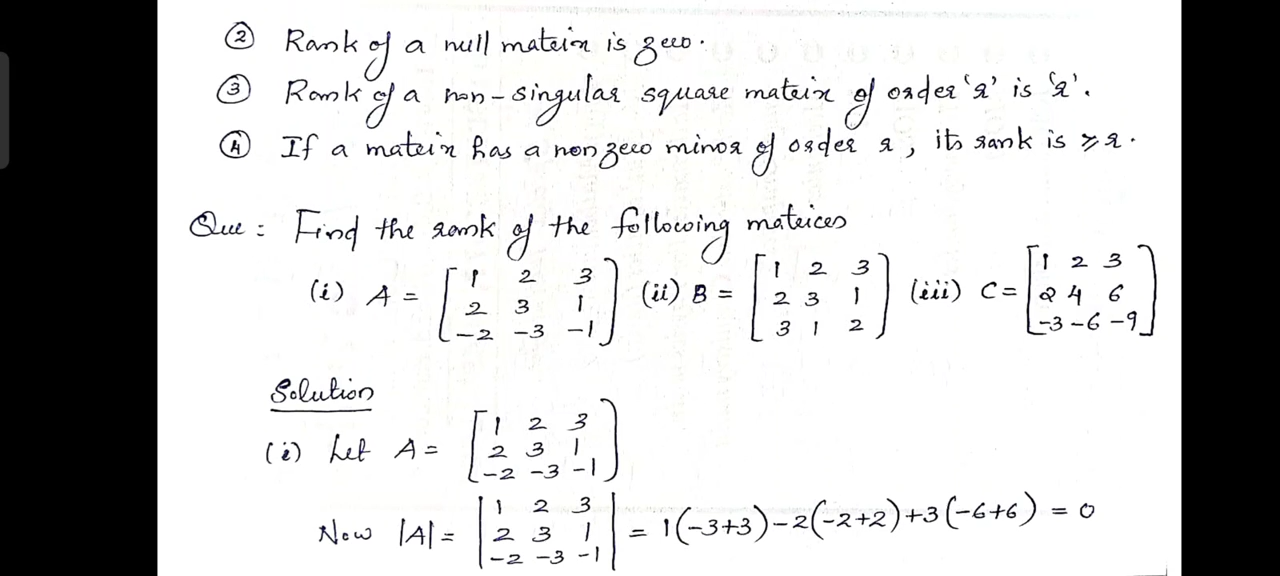 ② Rank of a null matrix is zero.
③ Rank of a non-singular square matrix of order 'r' is 'r'.
④ If a matrix has a non zero minor of order r, its rank is ≥ r.
Que : Find the rank of the following matrices
(i) A = [1 2 3; 2 3 1; -2 -3 -1] (ii) B = [1 2 3; 2 3 1; 3 1 2] (iii) C = [1 2 3; 2 4 6; -3 -6 -9]
Solution
(i) Let A = [1 2 3; 2 3 1; -2 -3 -1]
Now |A| = |1 2 3; 2 3 1; -2 -3 -1| = 1(-3+3)-2(-2+2)+3(-6+6) = 0